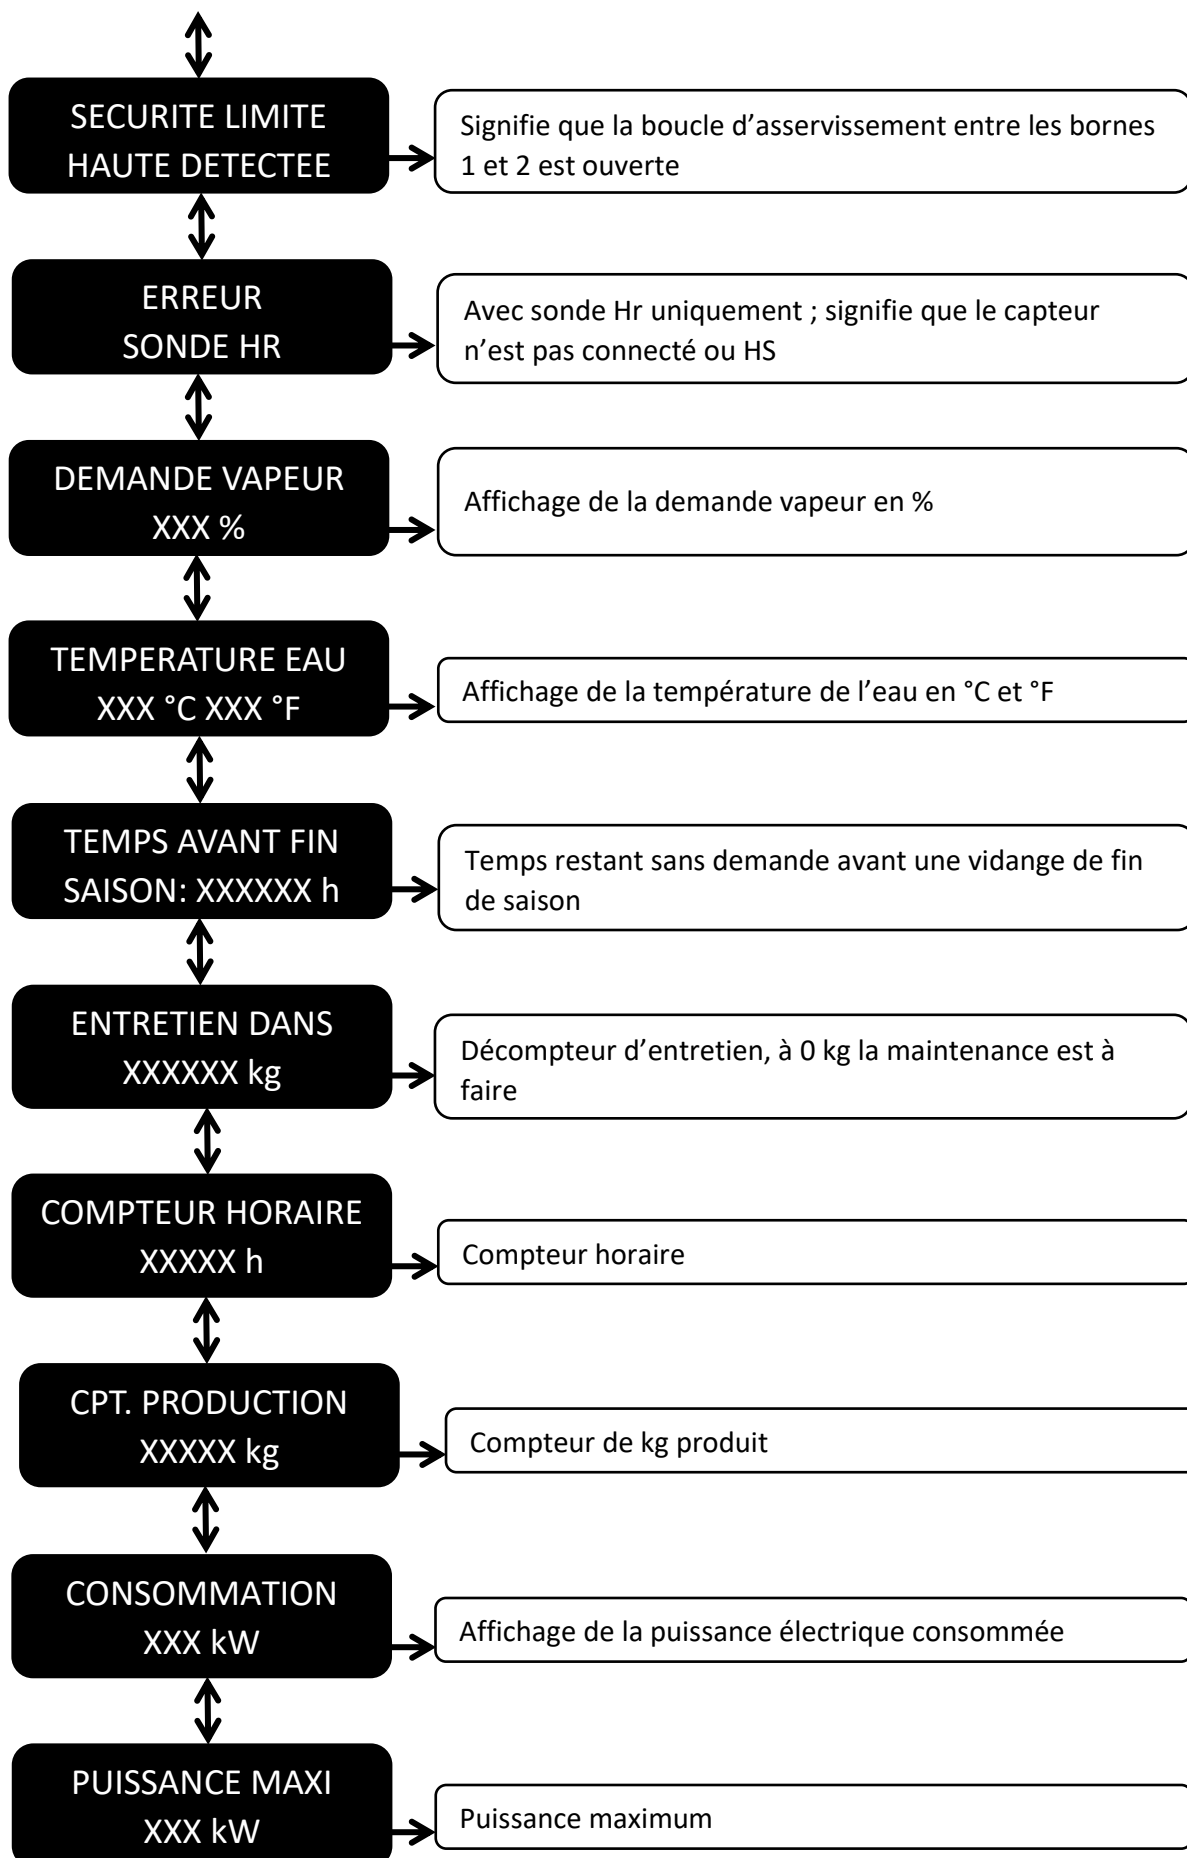 SECURITE LIMITE
HAUTE DETECTEE
Signifie que la boucle d’asservissement entre les bornes
1 et 2 est ouverte
ERREUR
SONDE HR
Avec sonde Hr uniquement ; signifie que le capteur
n’est pas connecté ou HS
DEMANDE VAPEUR
XXX %
Affichage de la demande vapeur en %
TEMPERATURE EAU
XXX °C XXX °F
Affichage de la température de l’eau en °C et °F
TEMPS AVANT FIN
SAISON: XXXXXX h
Temps restant sans demande avant une vidange de fin
de saison
ENTRETIEN DANS
XXXXXX kg
Décompteur d’entretien, à 0 kg la maintenance est à
faire
COMPTEUR HORAIRE
XXXXX h
Compteur horaire
CPT. PRODUCTION
XXXXX kg
Compteur de kg produit
CONSOMMATION
XXX kW
Affichage de la puissance électrique consommée
PUISSANCE MAXI
XXX kW
Puissance maximum